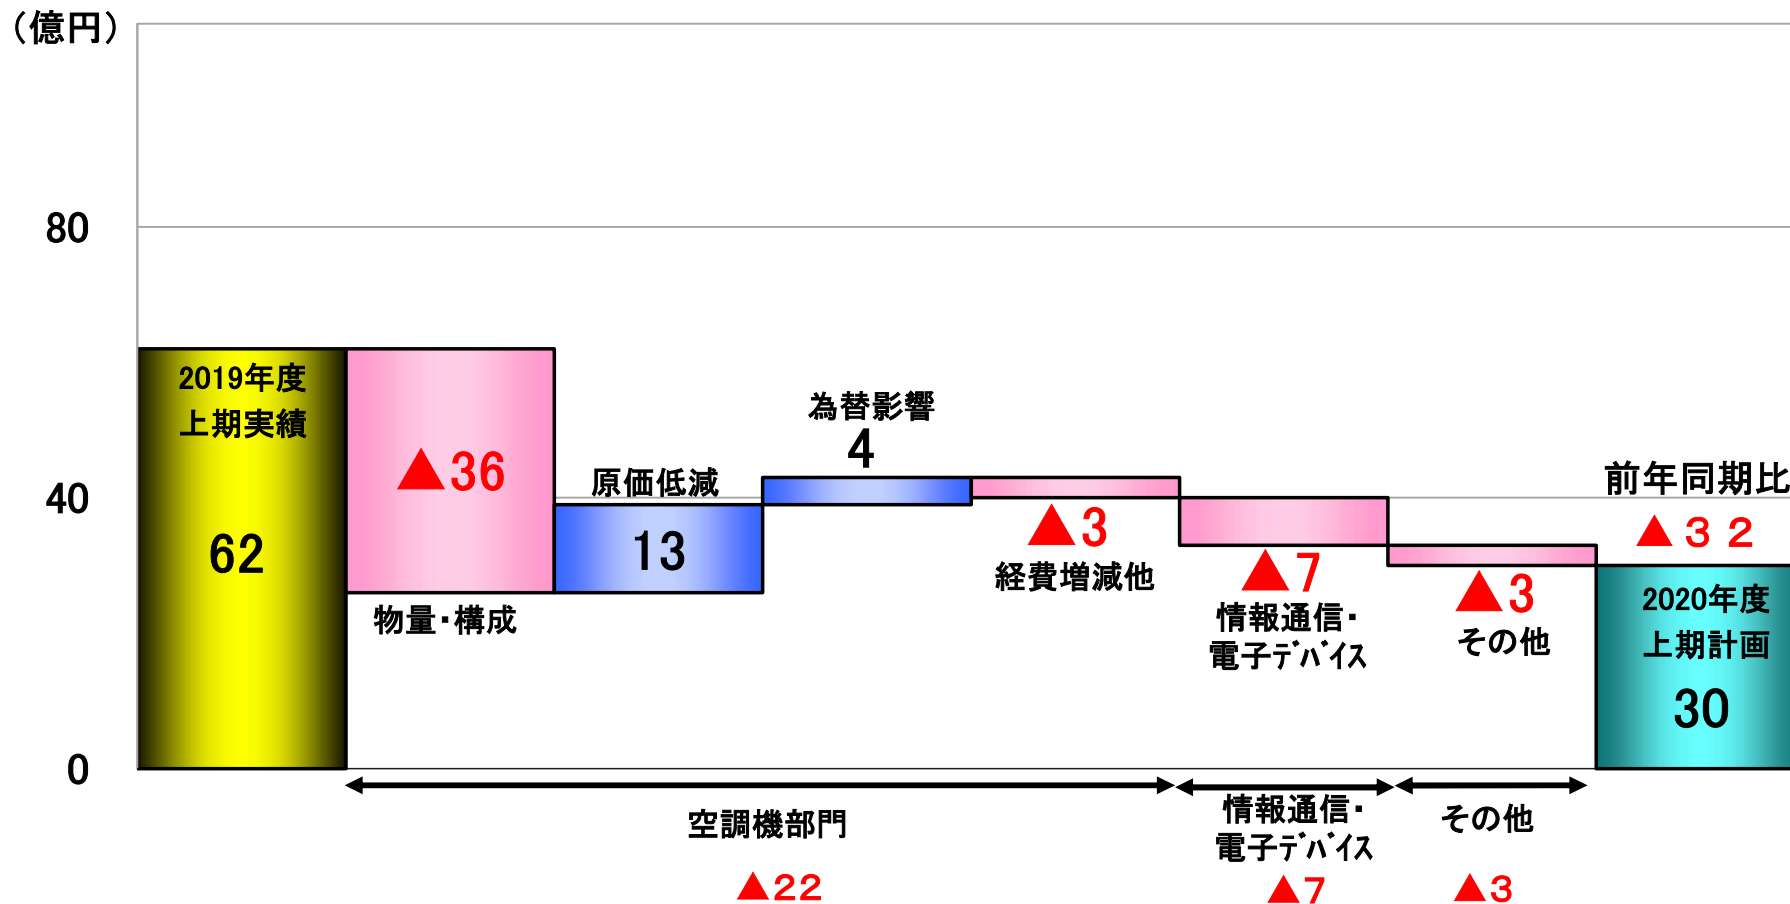 （億円）
80
40
0
2019年度
上期実績
62
▲36
物量・構成
原価低減
13
為替影響
4
▲3
経費増減他
▲7
情報通信・
電子ﾃﾞﾊﾞｲｽ
▲3
その他
前年同期比
▲３２
2020年度
上期計画
30
空調機部門
▲22
情報通信・
電子ﾃﾞﾊﾞｲｽ
▲7
その他
▲3